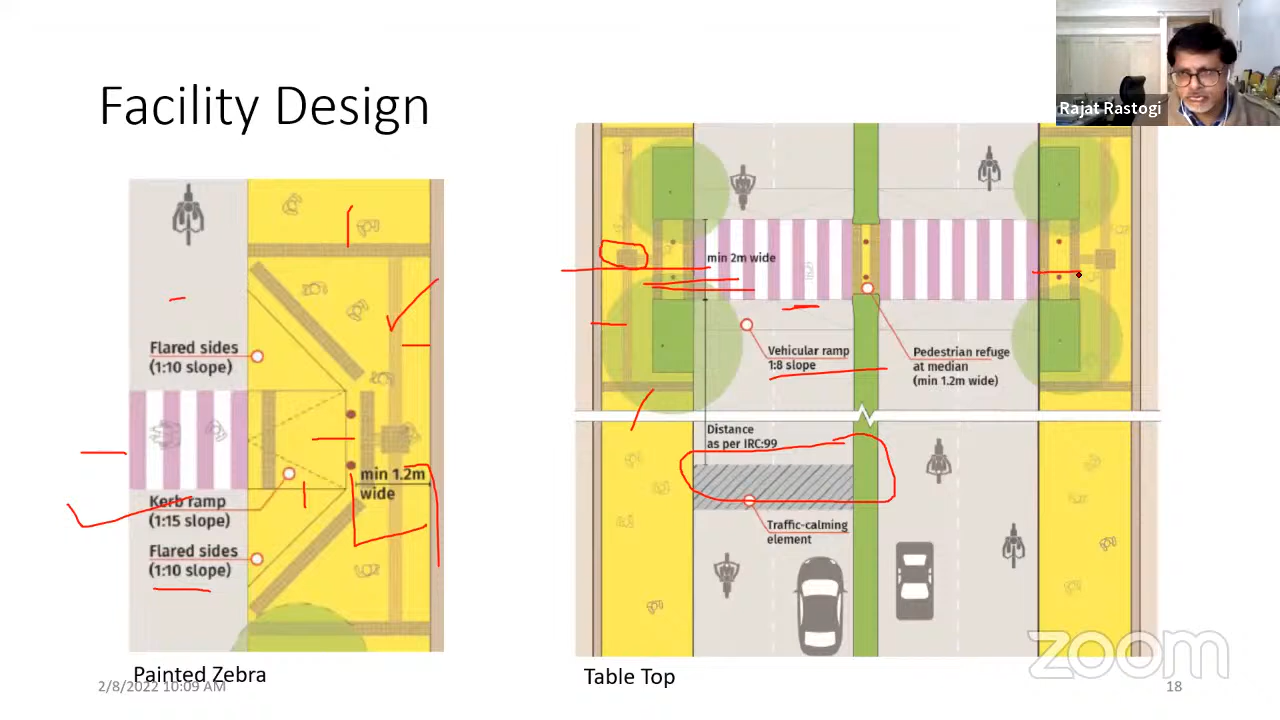 Facility Design
Rajat Rastogi
Flared sides
(1:10 slope)
min 1.2m
wide
Kerb ramp
(1:15 slope)
Flared sides
(1:10 slope)
Painted Zebra
min 2m wide
Vehicular ramp
1:8 slope
Pedestrian refuge
at median
(min 1.2m wide)
Distance
as per IRC:99
Traffic-calming
element
Table Top
2/8/2022 10:09 AM
18
zoom